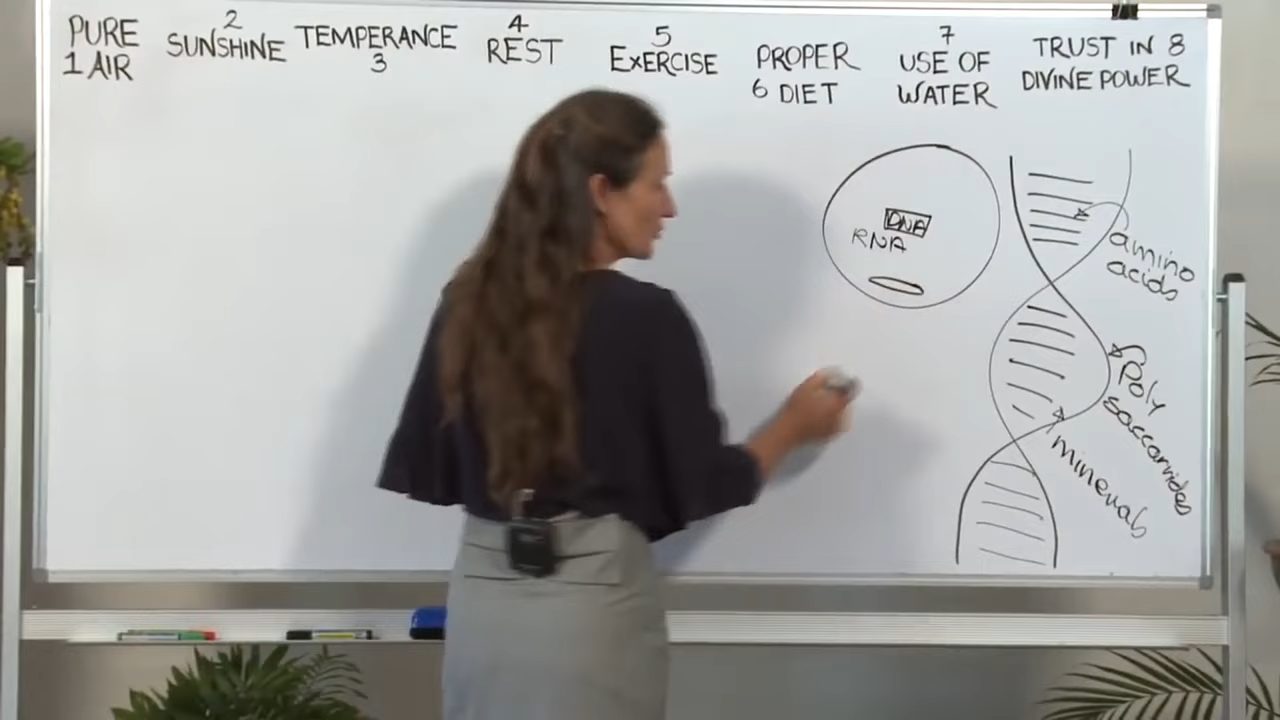 PURE
1 AIR
2
SUNSHINE
TEMPERANCE
3
4
REST
5
EXERCISE
PROPER
6 DIET
7
USE OF
WATER
TRUST IN 8
DIVINE POWER
DNA
RNA
amino
acids
Poly
saccarides
minerals